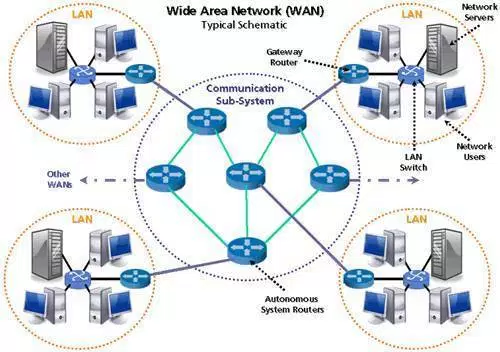 Wide Area Network (WAN)
Typical Schematic
LAN
LAN
Network
Servers
Gateway
Router
Communication
Sub-System
LAN
Switch
Network
Users
Other
WANs
LAN
LAN
Autonomous
System Routers